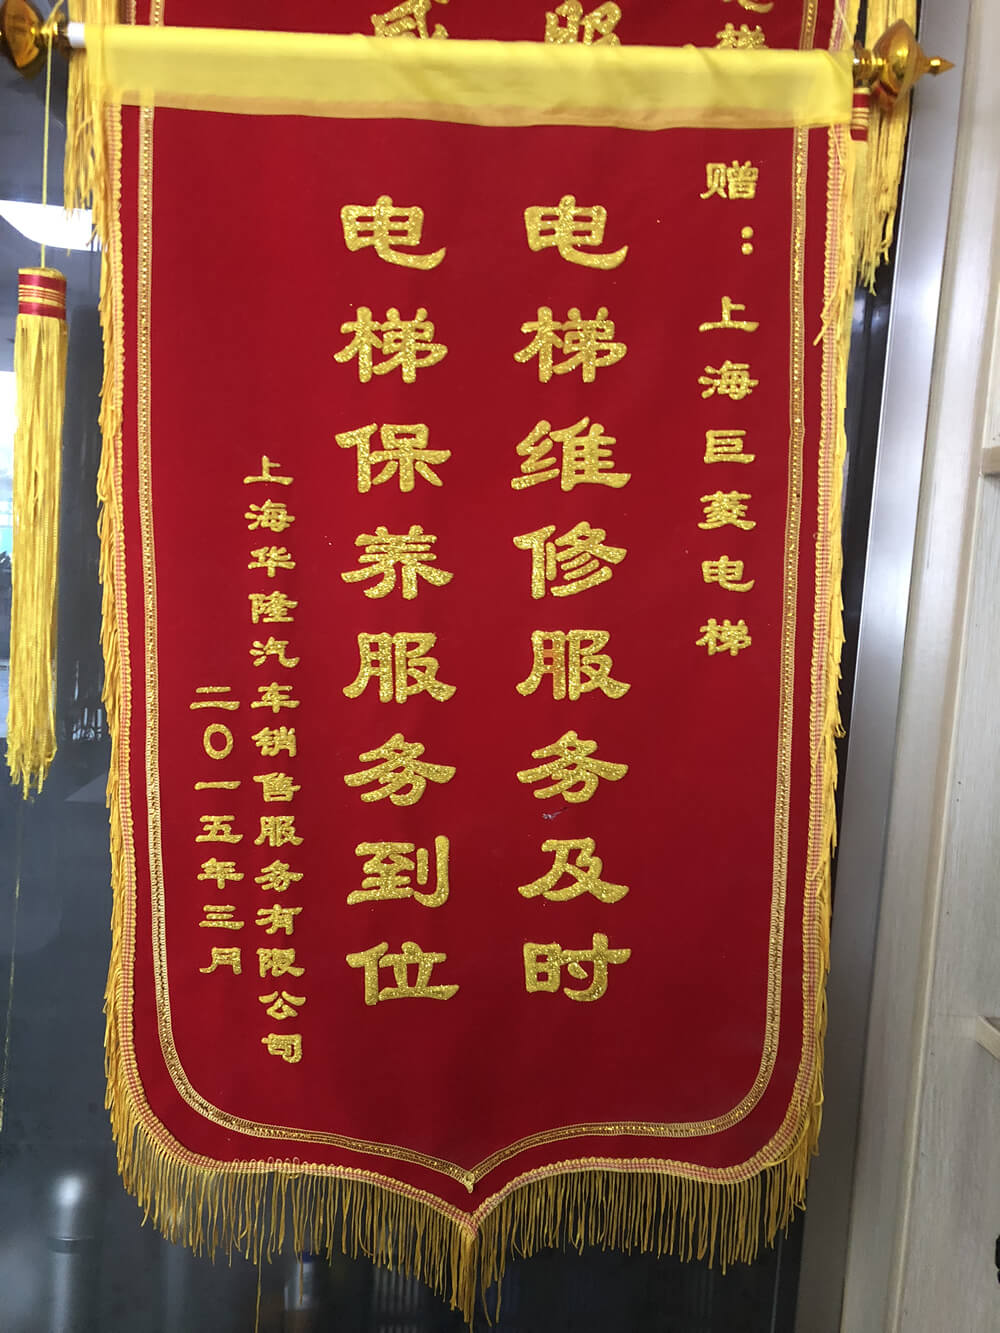 赠：上海巨菱电梯
电梯维修服务及时
电梯保养服务到位
上海华隆汽车销售服务有限公司
二〇一五年三月